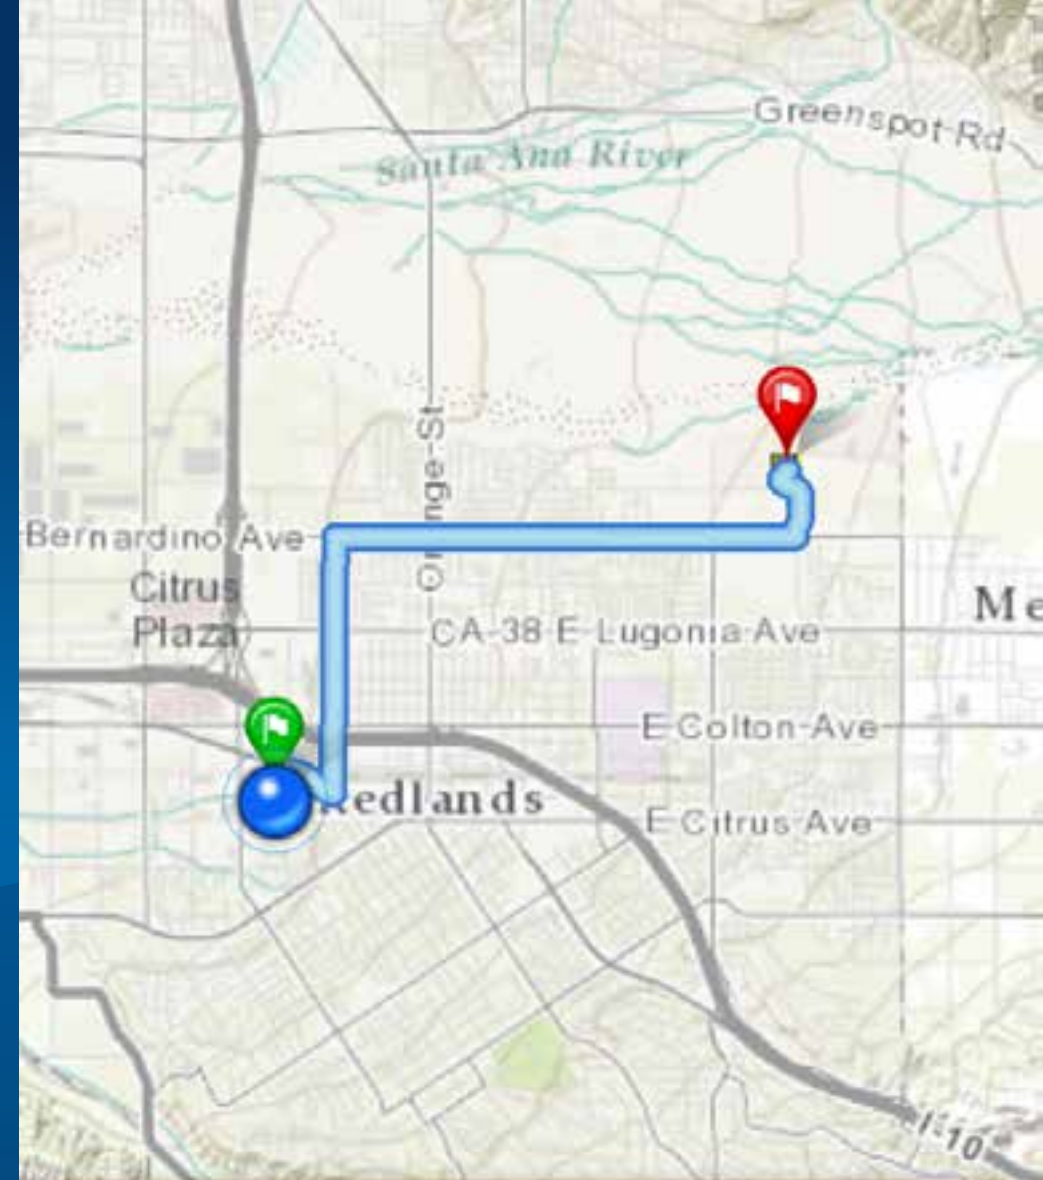 Greenspot Rd
Santa Ana River
Orange-St
Bernardino Ave
Citrus
Plaza
CA-38 E Lugonia Ave
Me
E Colton Ave
Redlands
E Citrus Ave
I-10